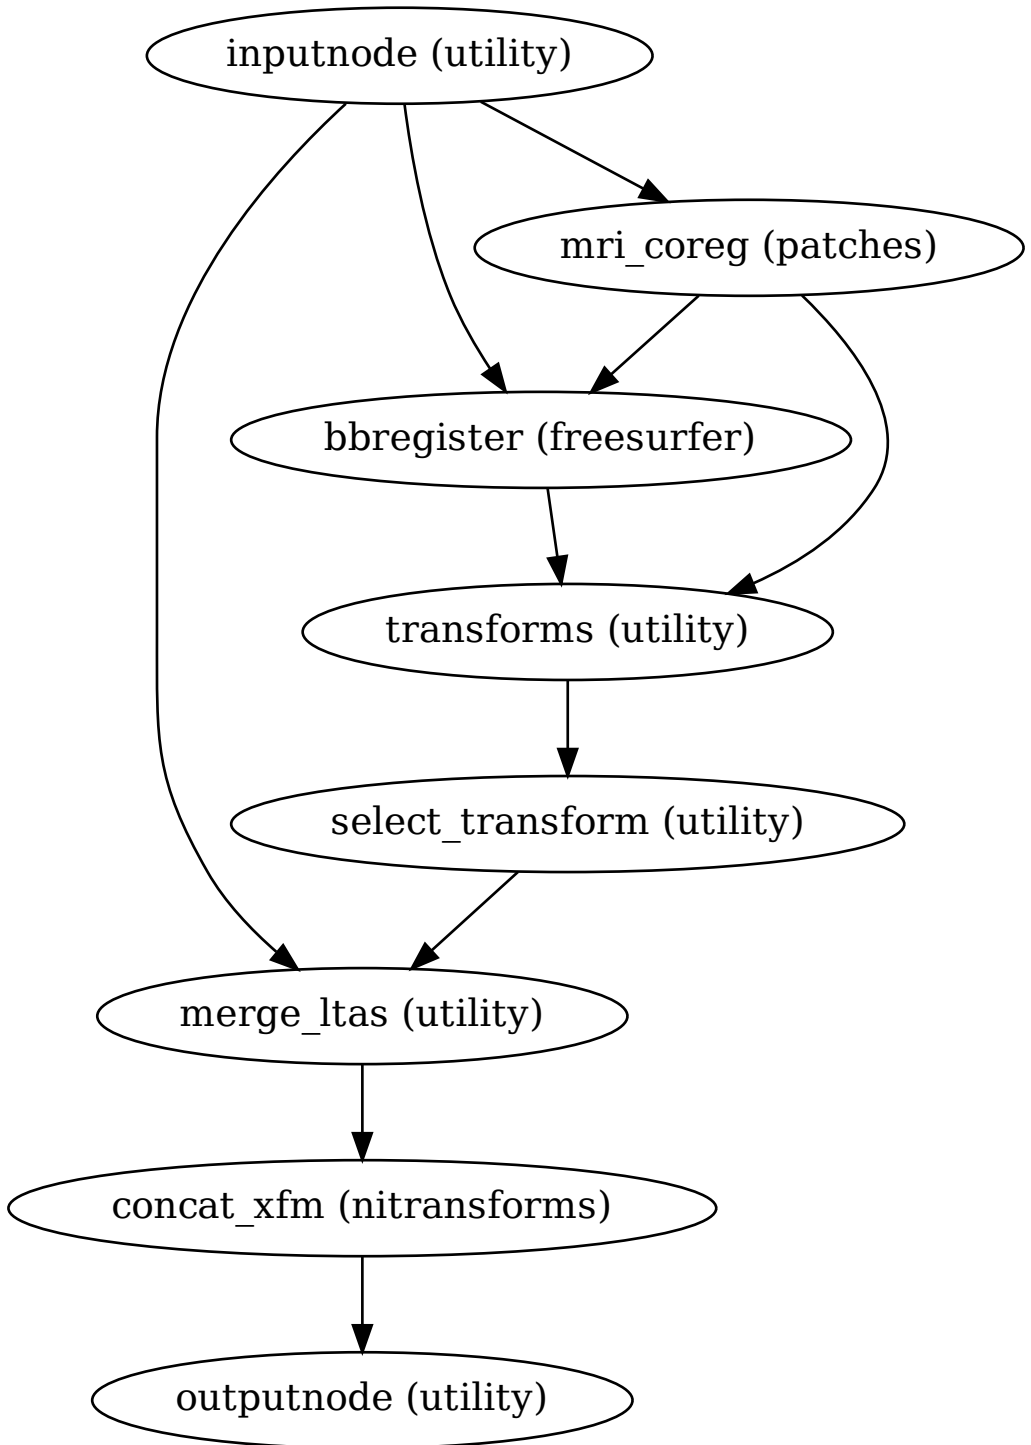 inputnode (utility)
mri_coreg (patches)
bbregister (freesurfer)
transforms (utility)
select_transform (utility)
merge_ltas (utility)
concat_xfm (nitransforms)
outputnode (utility)